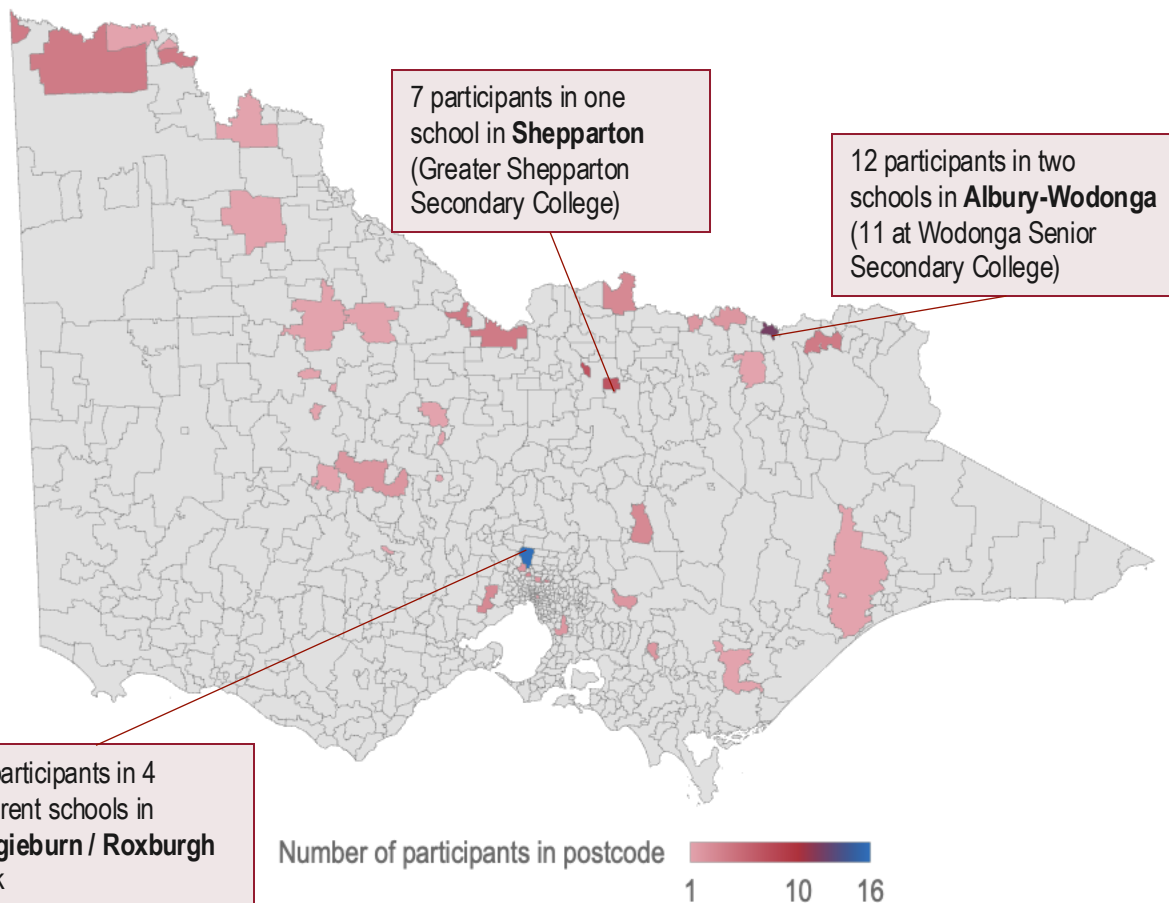 7 participants in one
school in Shepparton
(Greater Shepparton
Secondary College)
12 participants in two
schools in Albury-Wodonga
(11 at Wodonga Senior
Secondary College)
participants in 4
rent schools in
gieburn / Roxburgh
Number of participants in postcode
1 10 16